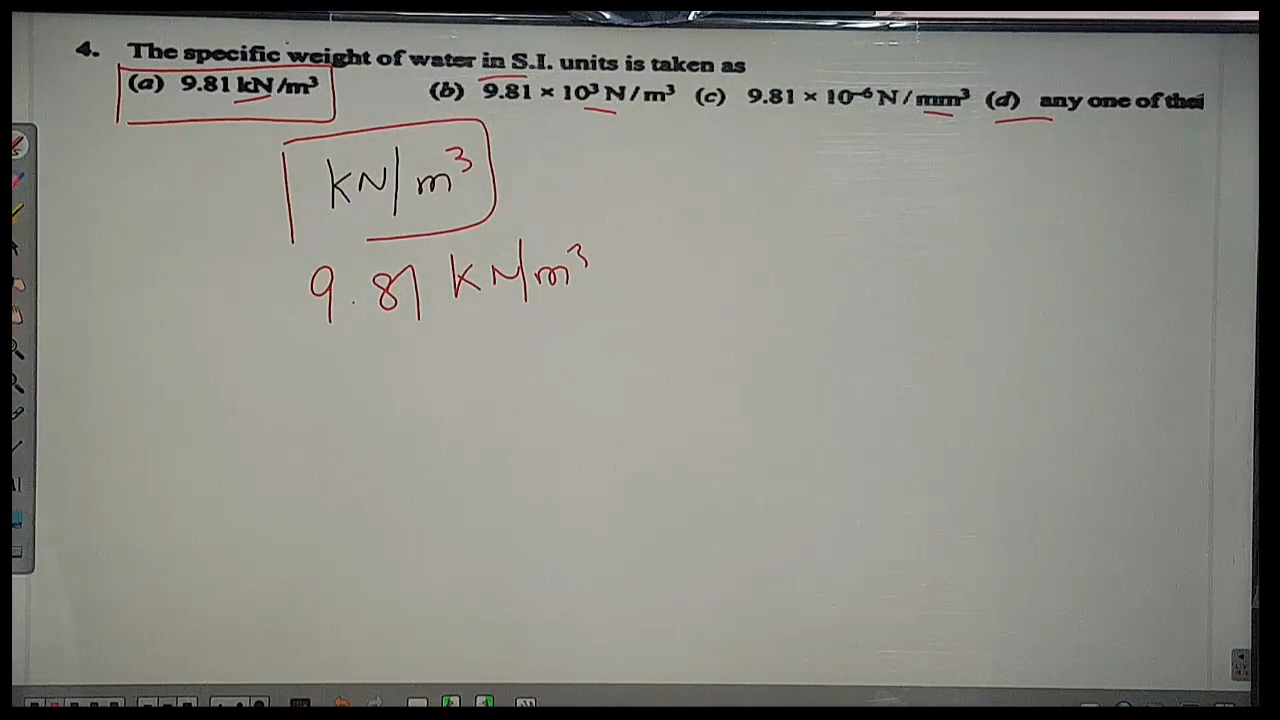 4. The specific weight of water in S.I. units is taken as
(a) 9.81 kN/m³ (b) 9.81 × 10³ N/m³ (c) 9.81 × 10⁻⁶ N/mm³ (d) any one of
kN/m³
9.81 kN/m³